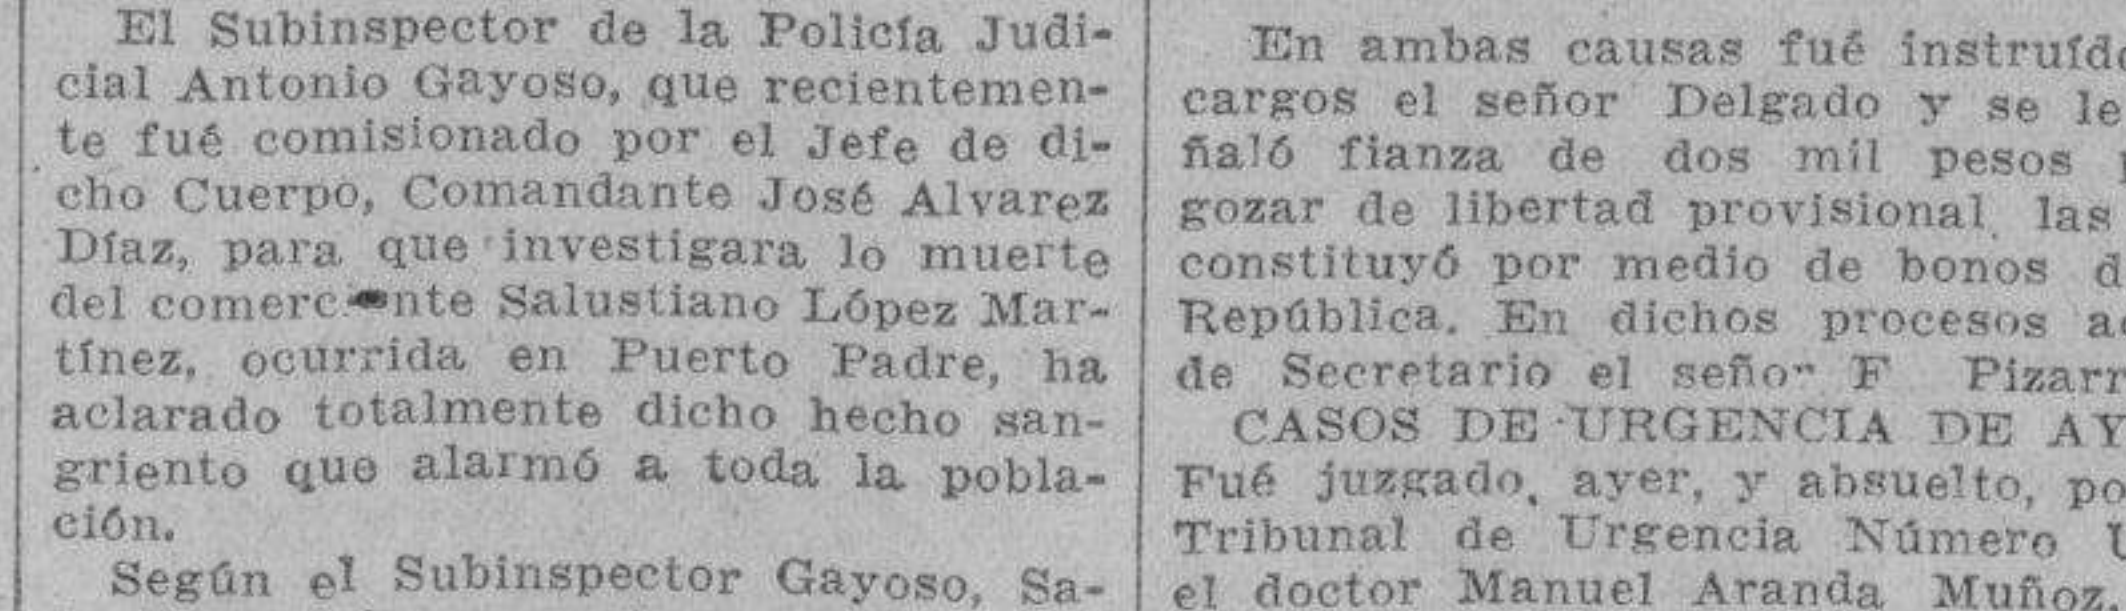 El Subinspector de la Policía Judi-
cial Antonio Gayoso, que recientemen-
te fué comisionado por el Jefe de di-
cho Cuerpo, Comandante José Alvarez
Díaz, para que investigara lo muerte
del Salustiano López Mar-
tínez, ocurrida en Puerto Padre, ha
aclarado totalmente dicho hecho san-
griento que alarmó a toda la pobla-
ción.
Según el Subinspector Gayoso, Sa-
En ambas causas fué
cargos el señor Delgado y se le
ñaló fianza de dos mil pesos
gozar de libertad provisional, las
constituyó por medio de bonos
República. En dichos procesos
de Secretario el F
CASOS DE URGENCIA DE
Fué juzgado, ayer, y absuelto,
Tribunal de Urgencia Número
el doctor Manuel Aranda Muñoz,